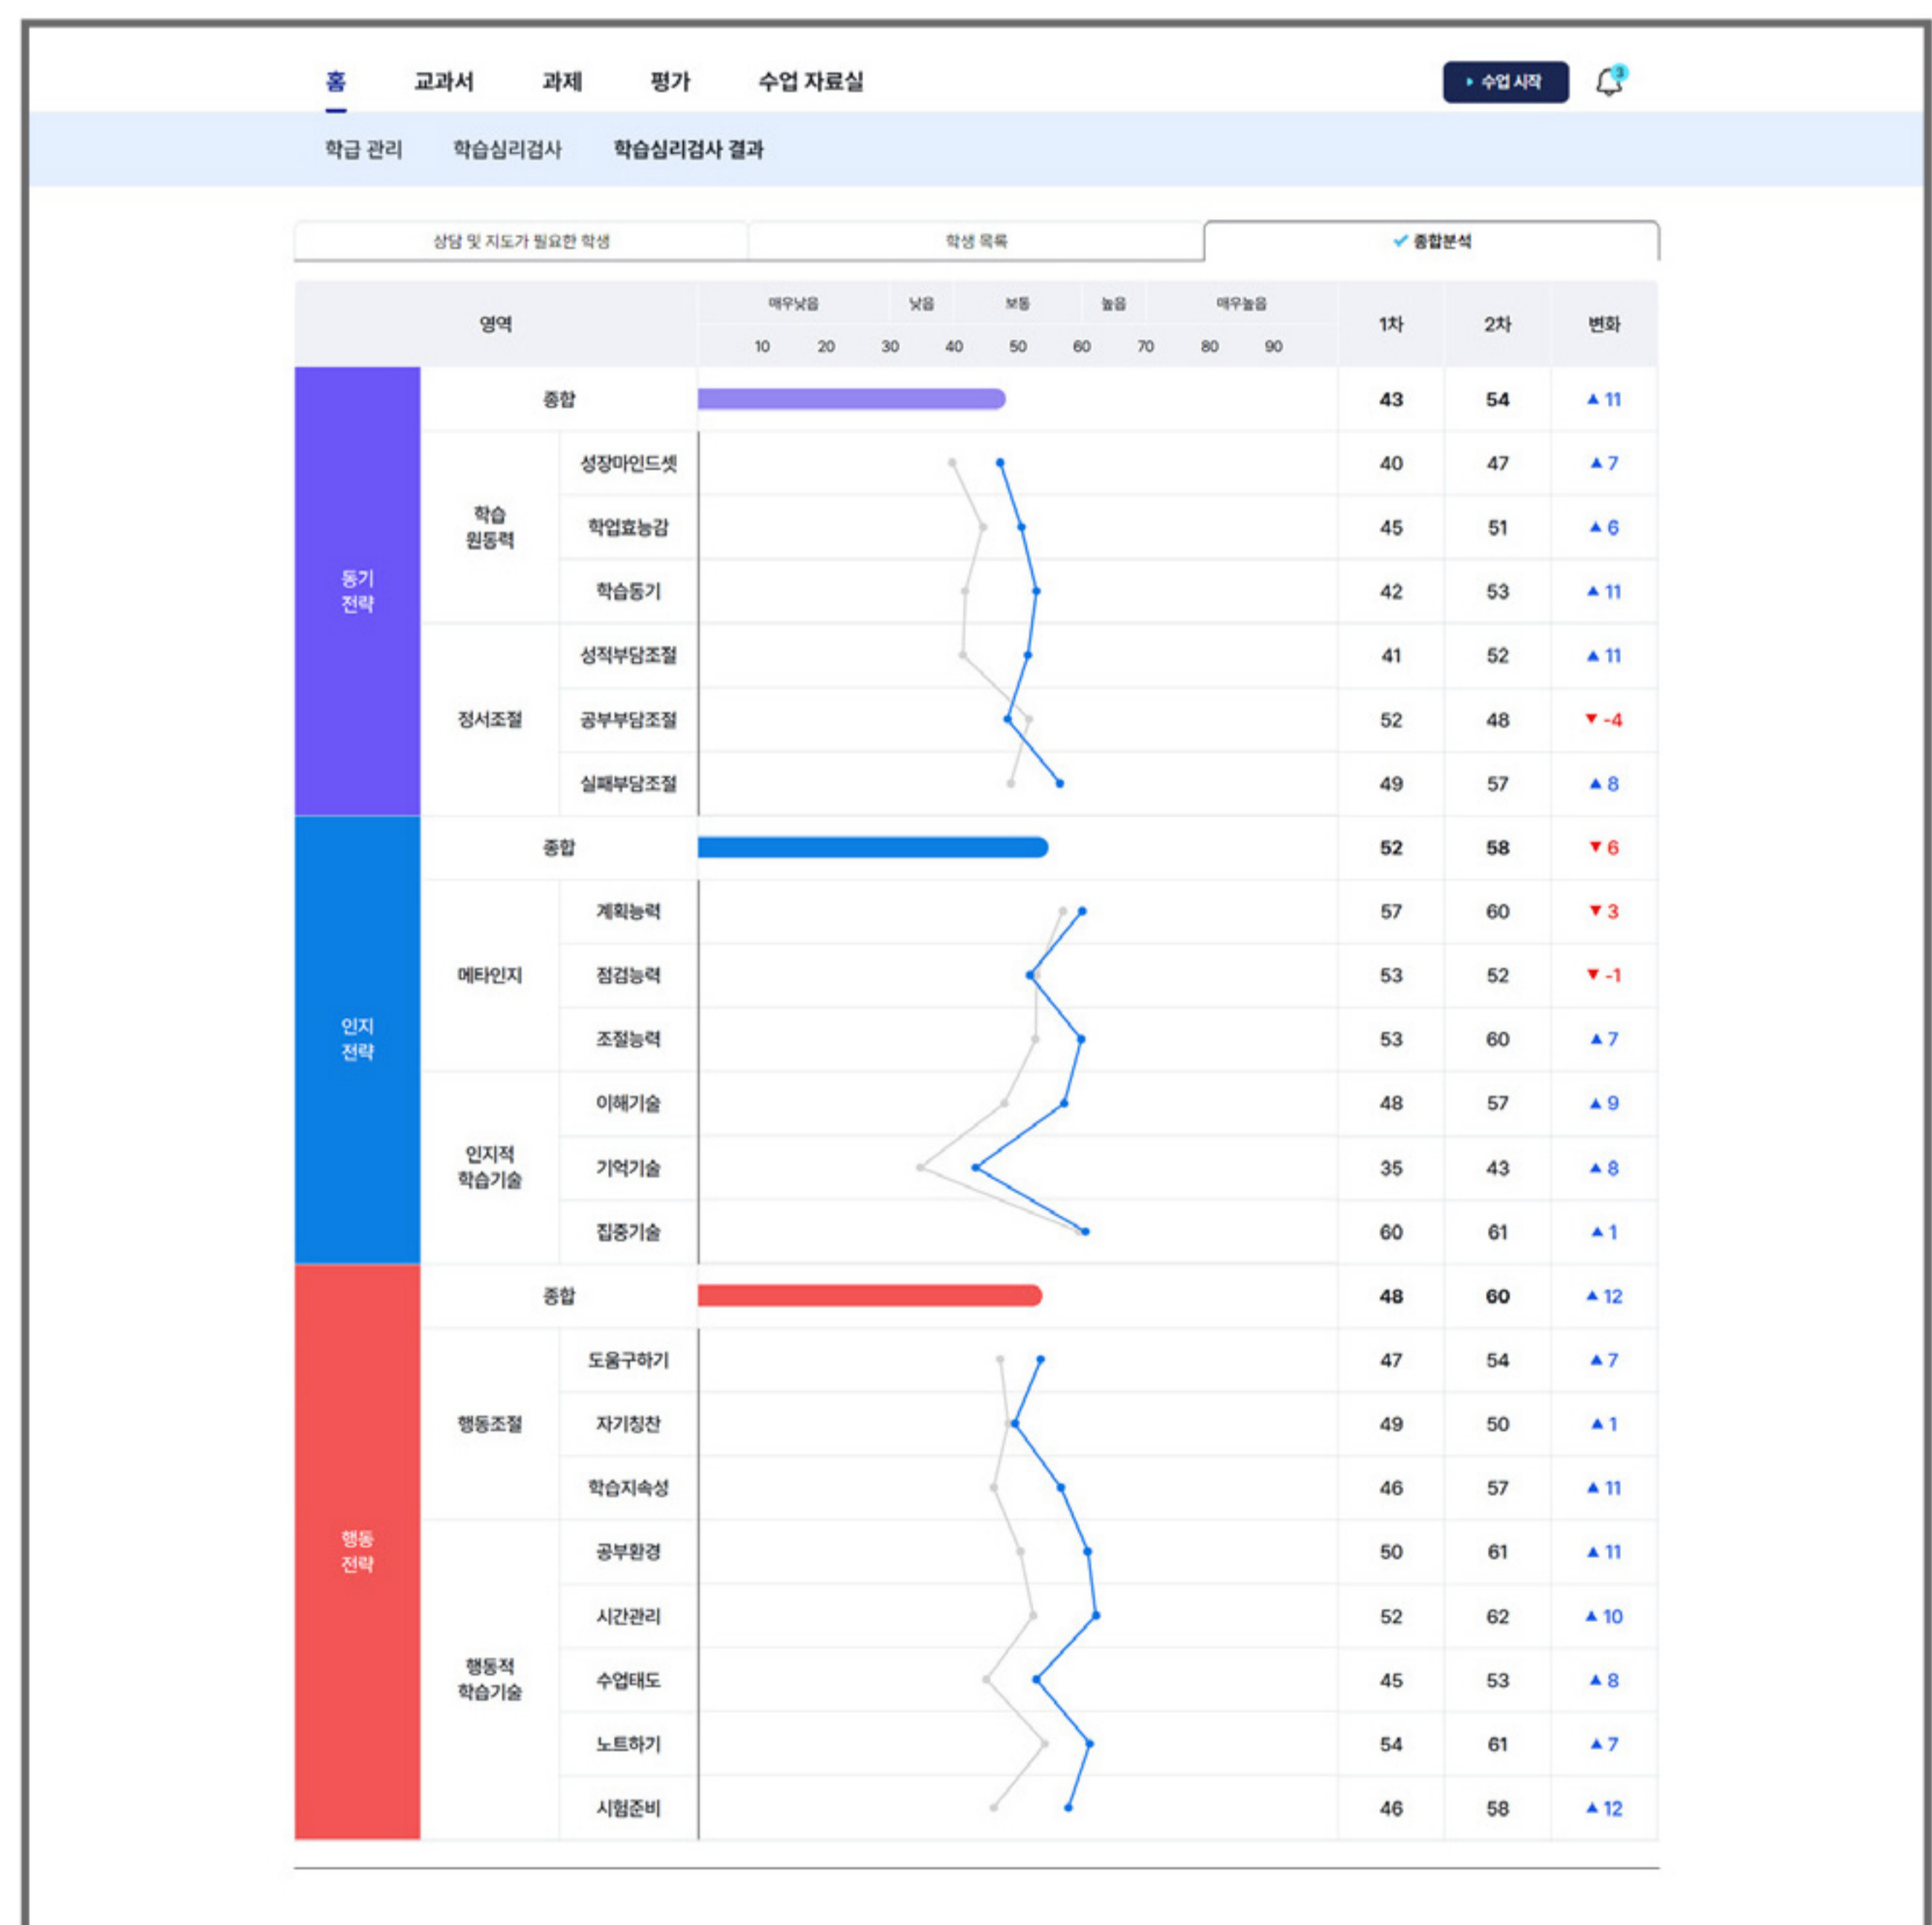 홈 교과서 과제 평가 수업 자료실 수업 시작 3
학급 관리 학습심리검사 학습심리검사 결과
상담 및 지도가 필요한 학생 학생 목록 종합분석
영역 매우낮음 낮음 보통 높음 매우높음 1차 2차 변화
10 20 30 40 50 60 70 80 90
동기
전략
종합 43 54 ▲ 11
학습
원동력
성장마인드셋 40 47 ▲ 7
학업효능감 45 51 ▲ 6
학습동기 42 53 ▲ 11
정서조절
성적부담조절 41 52 ▲ 11
공부부담조절 52 48 ▼ -4
실패부담조절 49 57 ▲ 8
인지
전략
종합 52 58 ▼ 6
메타인지
계획능력 57 60 ▼ 3
점검능력 53 52 ▼ -1
조절능력 53 60 ▲ 7
인지적
학습기술
이해기술 48 57 ▲ 9
기억기술 35 43 ▲ 8
집중기술 60 61 ▲ 1
행동
전략
종합 48 60 ▲ 12
행동조절
도움구하기 47 54 ▲ 7
자기칭찬 49 50 ▲ 1
학습지속성 46 57 ▲ 11
행동적
학습기술
공부환경 50 61 ▲ 11
시간관리 52 62 ▲ 10
수업태도 45 53 ▲ 8
노트하기 54 61 ▲ 7
시험준비 46 58 ▲ 12